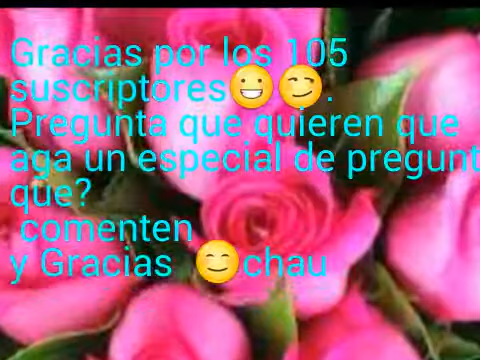 Gracias por los 105
suscriptores😀😏.
Pregunta que quieren que
aga un especial de pregunt
que?
comenten
y Gracias 😊chau